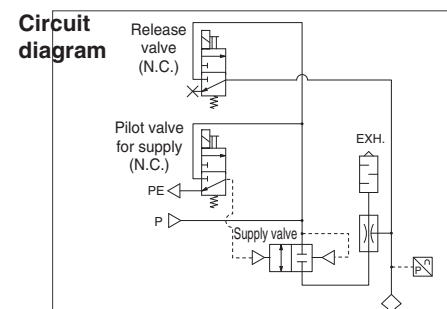 Circuit
diagram
Release
valve
(N.C.)
Pilot valve
for supply
(N.C.)
EXH.
PE
P
Supply valve
P